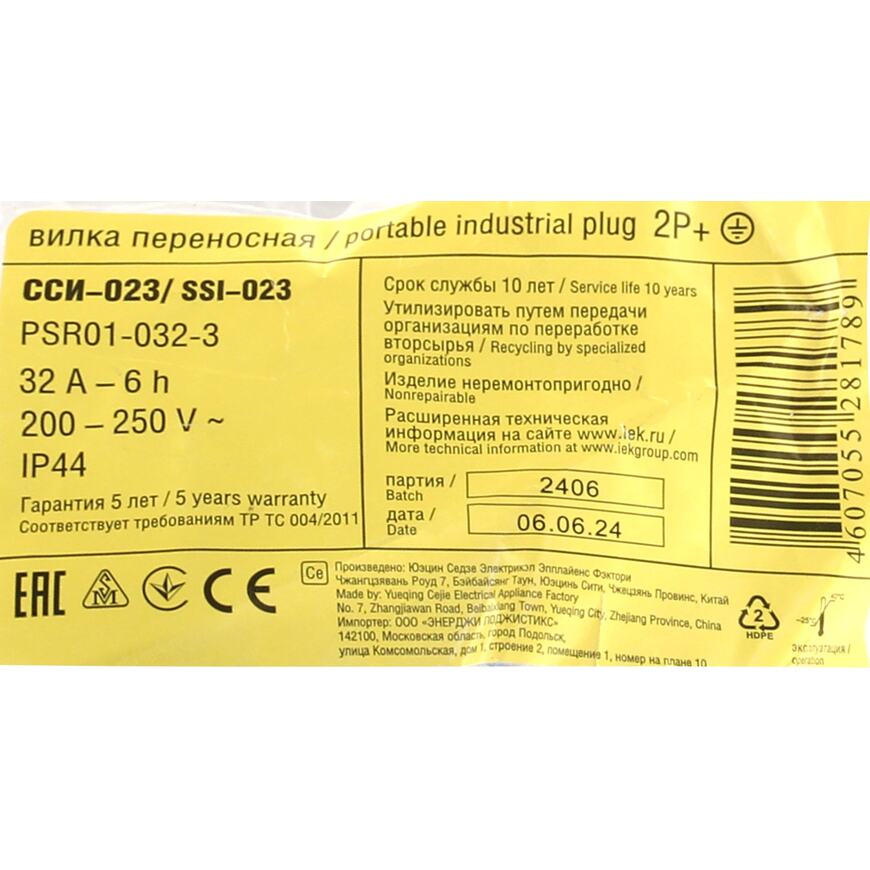 вилка переносная / portable industrial plug 2P+
ССИ-023/ SSI-023
PSR01-032-3
32 A – 6 h
200 – 250 V ~
IP44
Гарантия 5 лет / 5 years warranty
Соответствует требованиям ТР ТС 004/2011
Срок службы 10 лет / Service life 10 years
Утилизировать путем передачи
организациям по переработке
вторсырья / Recycling by specialized
organizations
Изделие неремонтопригодно /
Nonrepairable
Расширенная техническая
информация на сайте www.iek.ru /
More technical information at www.iekgroup.com
партия /
Batch
2406
дата /
Date
06.06.24
4607055281789
EAC
CE
Ce
Произведено: Юэцин Седзе Электрикэл Эпплайенс Фэктори
Чжангцзявань Роуд 7, Бэйбайсянг Таун, Юэцинь Сити, Чжецзянь Провинс, Китай
Made by: Yueqing Cejie Electrical Appliance Factory
No. 7, Zhangjiawan Road, Beibaixiang Town, Yueqing City, Zhejiang Province, China
Импортер: ООО «ЭНЕРДЖИ ЛОДЖИСТИКС»
142100, Московская область, город Подольск,
улица Комсомольская, дом 1, строение 2, помещение 1, номер на плане 10
2
HDPE
-25°C
эксплуатация /
operation